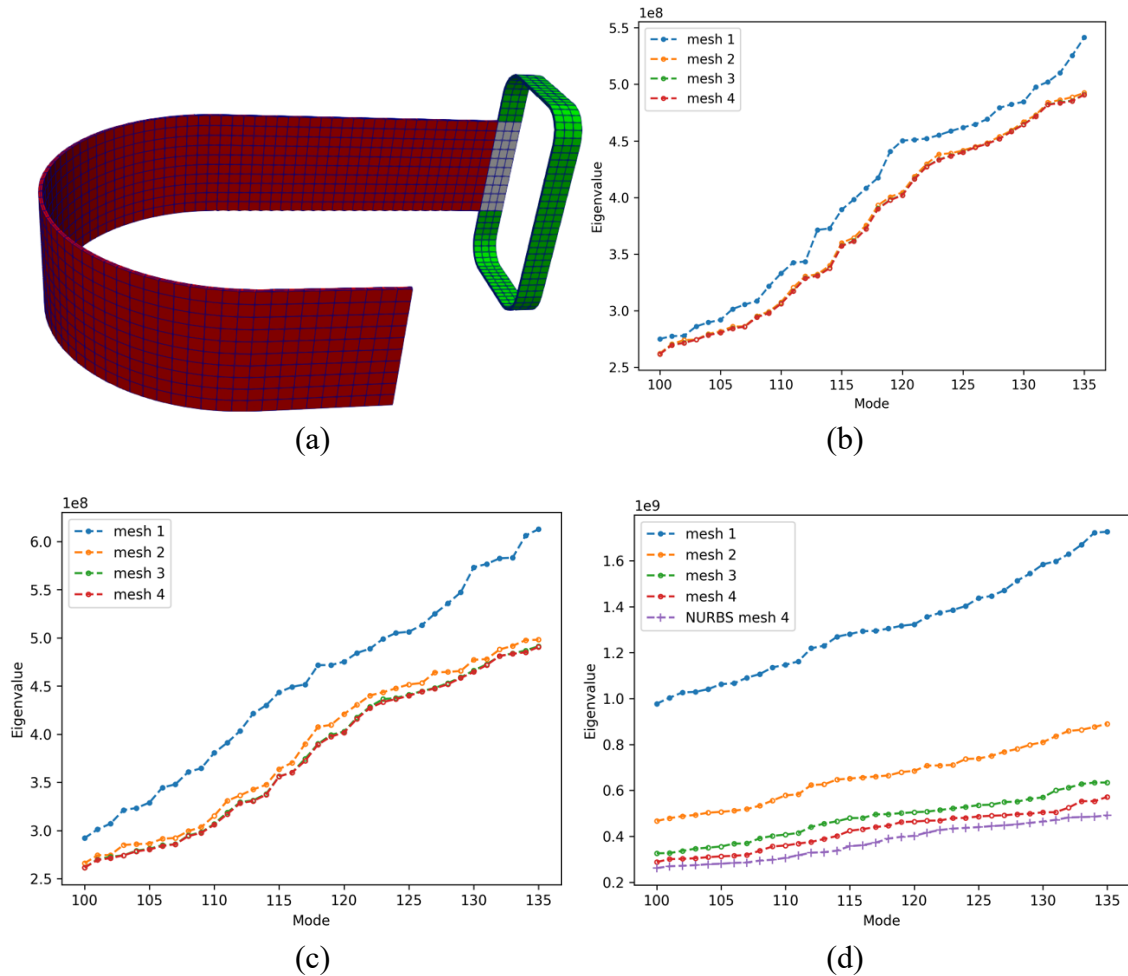 (a)
1e8
5.5
5.0
4.5
4.0
3.5
3.0
2.5
Eigenvalue
mesh 1
mesh 2
mesh 3
mesh 4
100 105 110 115 120 125 130 135
Mode
(b)
1e8
6.0
5.5
5.0
4.5
4.0
3.5
3.0
2.5
Eigenvalue
mesh 1
mesh 2
mesh 3
mesh 4
100 105 110 115 120 125 130 135
Mode
(c)
1e9
1.6
1.4
1.2
1.0
0.8
0.6
0.4
0.2
Eigenvalue
mesh 1
mesh 2
mesh 3
mesh 4
NURBS mesh 4
100 105 110 115 120 125 130 135
Mode
(d)